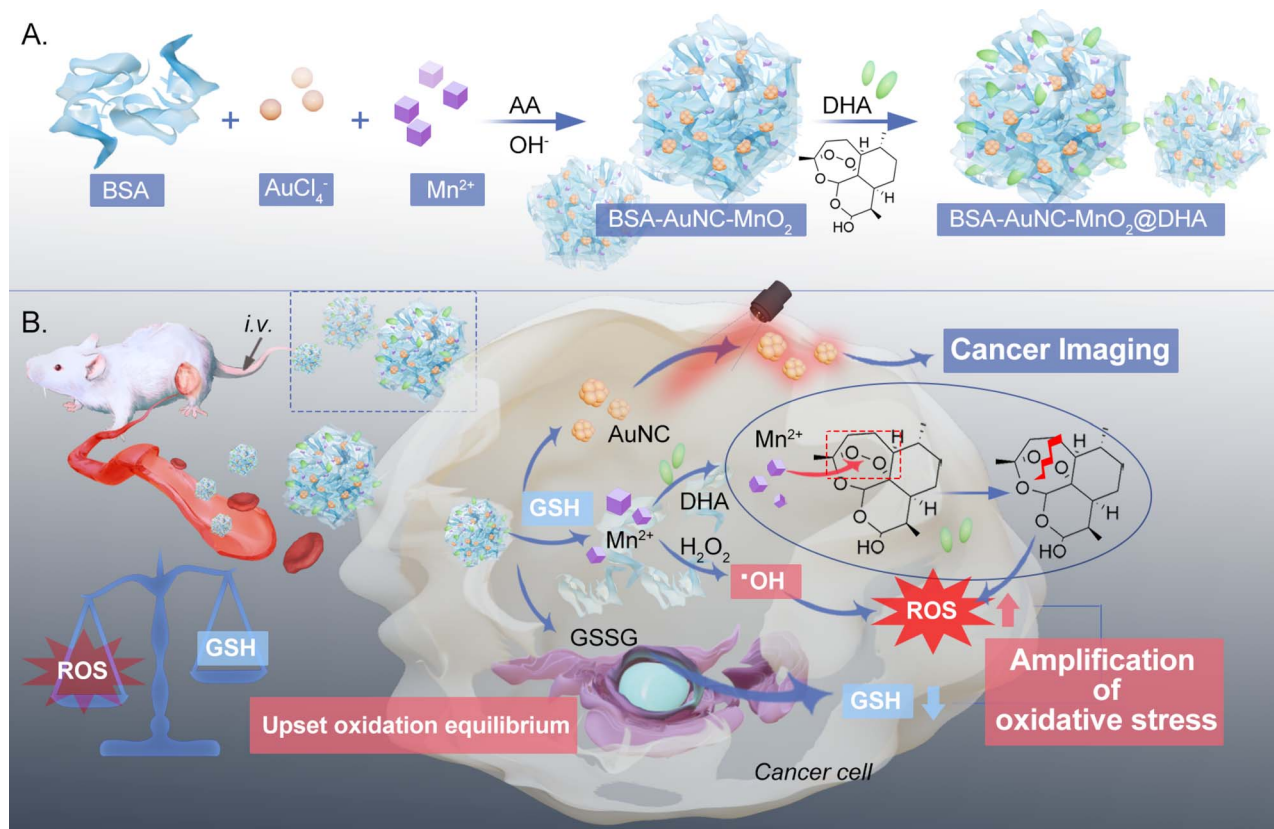 A.
BSA
+
AuCl₄⁻
+
Mn²⁺
AA
OH⁻
BSA-AuNC-MnO₂
DHA
O
O
O
O
H
H
HO
BSA-AuNC-MnO₂@DHA
B.
i.v.
Cancer Imaging
AuNC
GSH
Mn²⁺
DHA
H₂O₂
·OH
GSSG
Mn²⁺
O
O
O
O
H
H
HO
O
O
O
O
H
H
HO
ROS
GSH
ROS
GSH
Amplification
of
oxidative stress
Upset oxidation equilibrium
Cancer cell